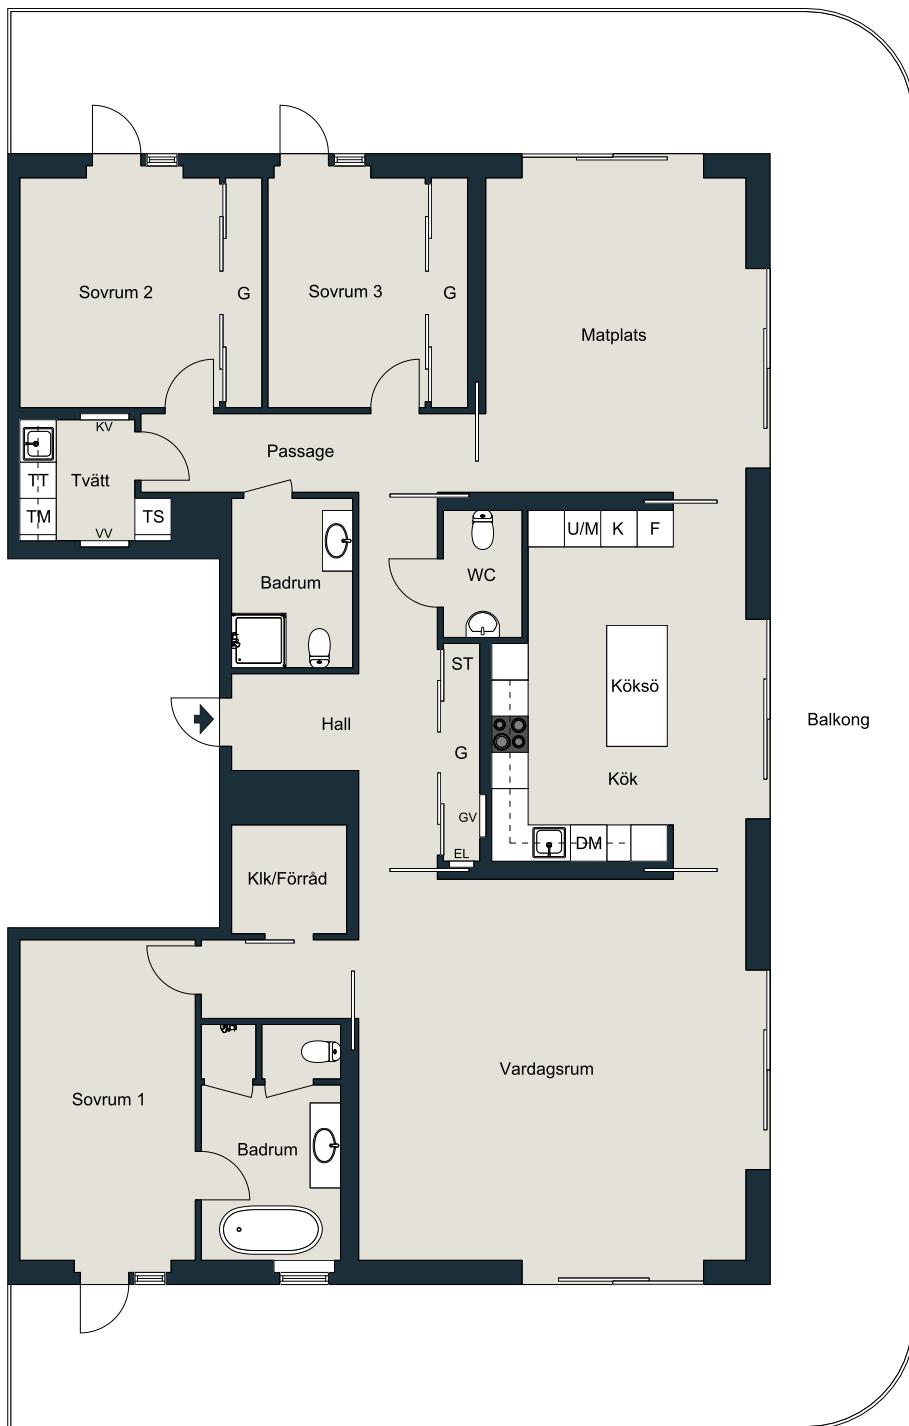 Sovrum 2
G
Sovrum 3
G
Matplats
KV
Passage
Tvätt
TT
TM
VV
TS
U/M
K
F
WC
Badrum
ST
Köksö
Balkong
Hall
G
Kök
GV
DM
EL
Klk/Förråd
Vardagsrum
Sovrum 1
Badrum